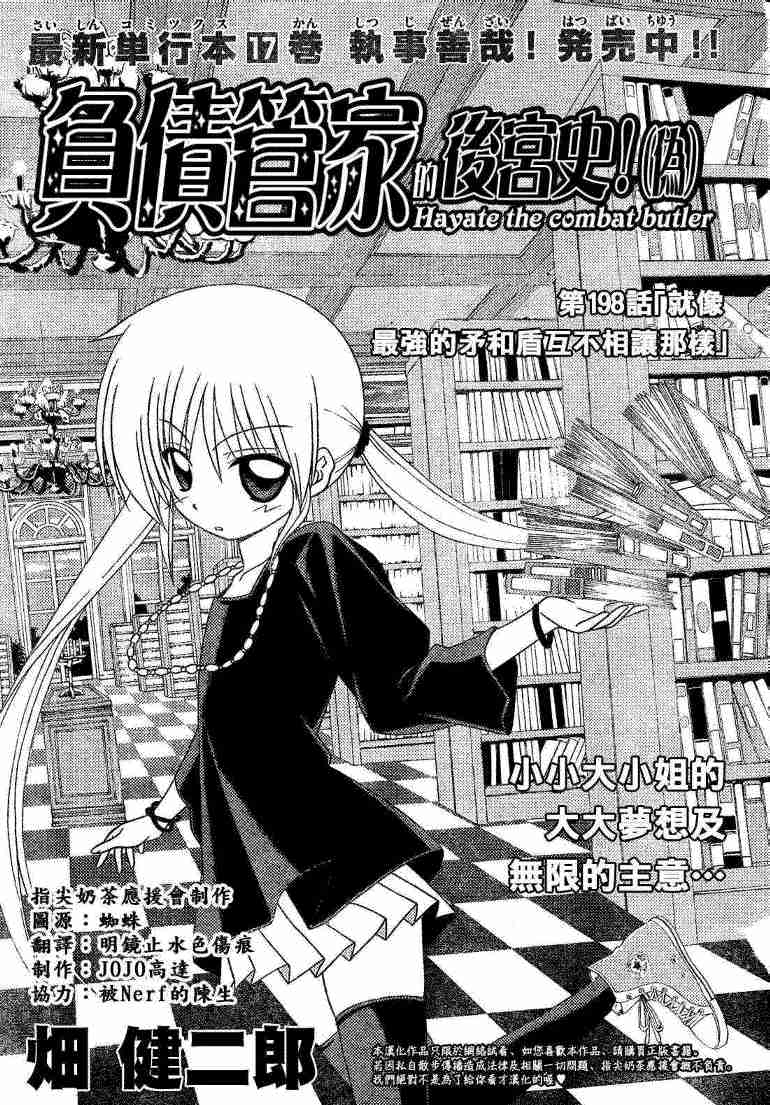 最新単行本17巻 執事善哉!発売中!!
さい しん コミックス かん しつ じ ぜん ざい はつ ばい ちゅう
負債管家的後宮史!(偽)
Hayate the combat butler
第198話「就像
最強的矛和盾互不相讓那樣」
小小大小姐的
大大夢想及
無限的主意…
指尖奶茶應援會制作
圖源:蜘蛛
翻譯:明鏡止水色傷痕
制作:JOJO高達
協力:被Nerf的陳生
畑 健二郎
本漢化作品只限於網絡試看、如您喜歡本作品、請購買正版書籍。
若因私自散步傳播造成法律及相關一切問題、指尖奶茶應援會概不負責。
我們絕對不是為了給你看才漢化的喔♥